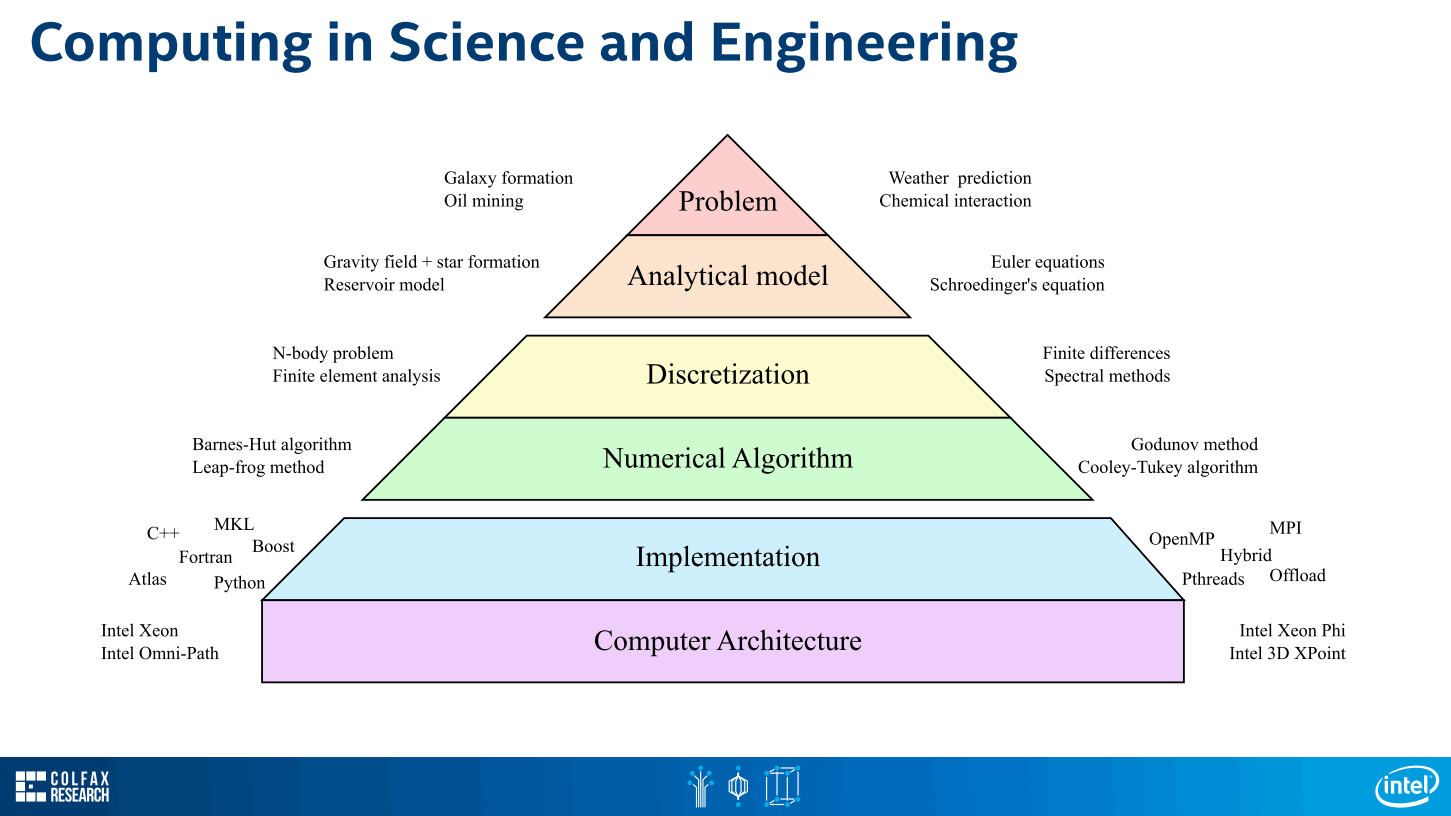 Computing in Science and Engineering
Galaxy formation
Oil mining
Problem
Weather prediction
Chemical interaction
Gravity field + star formation
Reservoir model
Analytical model
Euler equations
Schroedinger's equation
N-body problem
Finite element analysis
Discretization
Finite differences
Spectral methods
Barnes-Hut algorithm
Leap-frog method
Numerical Algorithm
Godunov method
Cooley-Tukey algorithm
C++
MKL
Fortran
Boost
Atlas
Python
Implementation
OpenMP
MPI
Hybrid
Pthreads
Offload
Intel Xeon
Intel Omni-Path
Computer Architecture
Intel Xeon Phi
Intel 3D XPoint
COLFAX
RESEARCH
intel